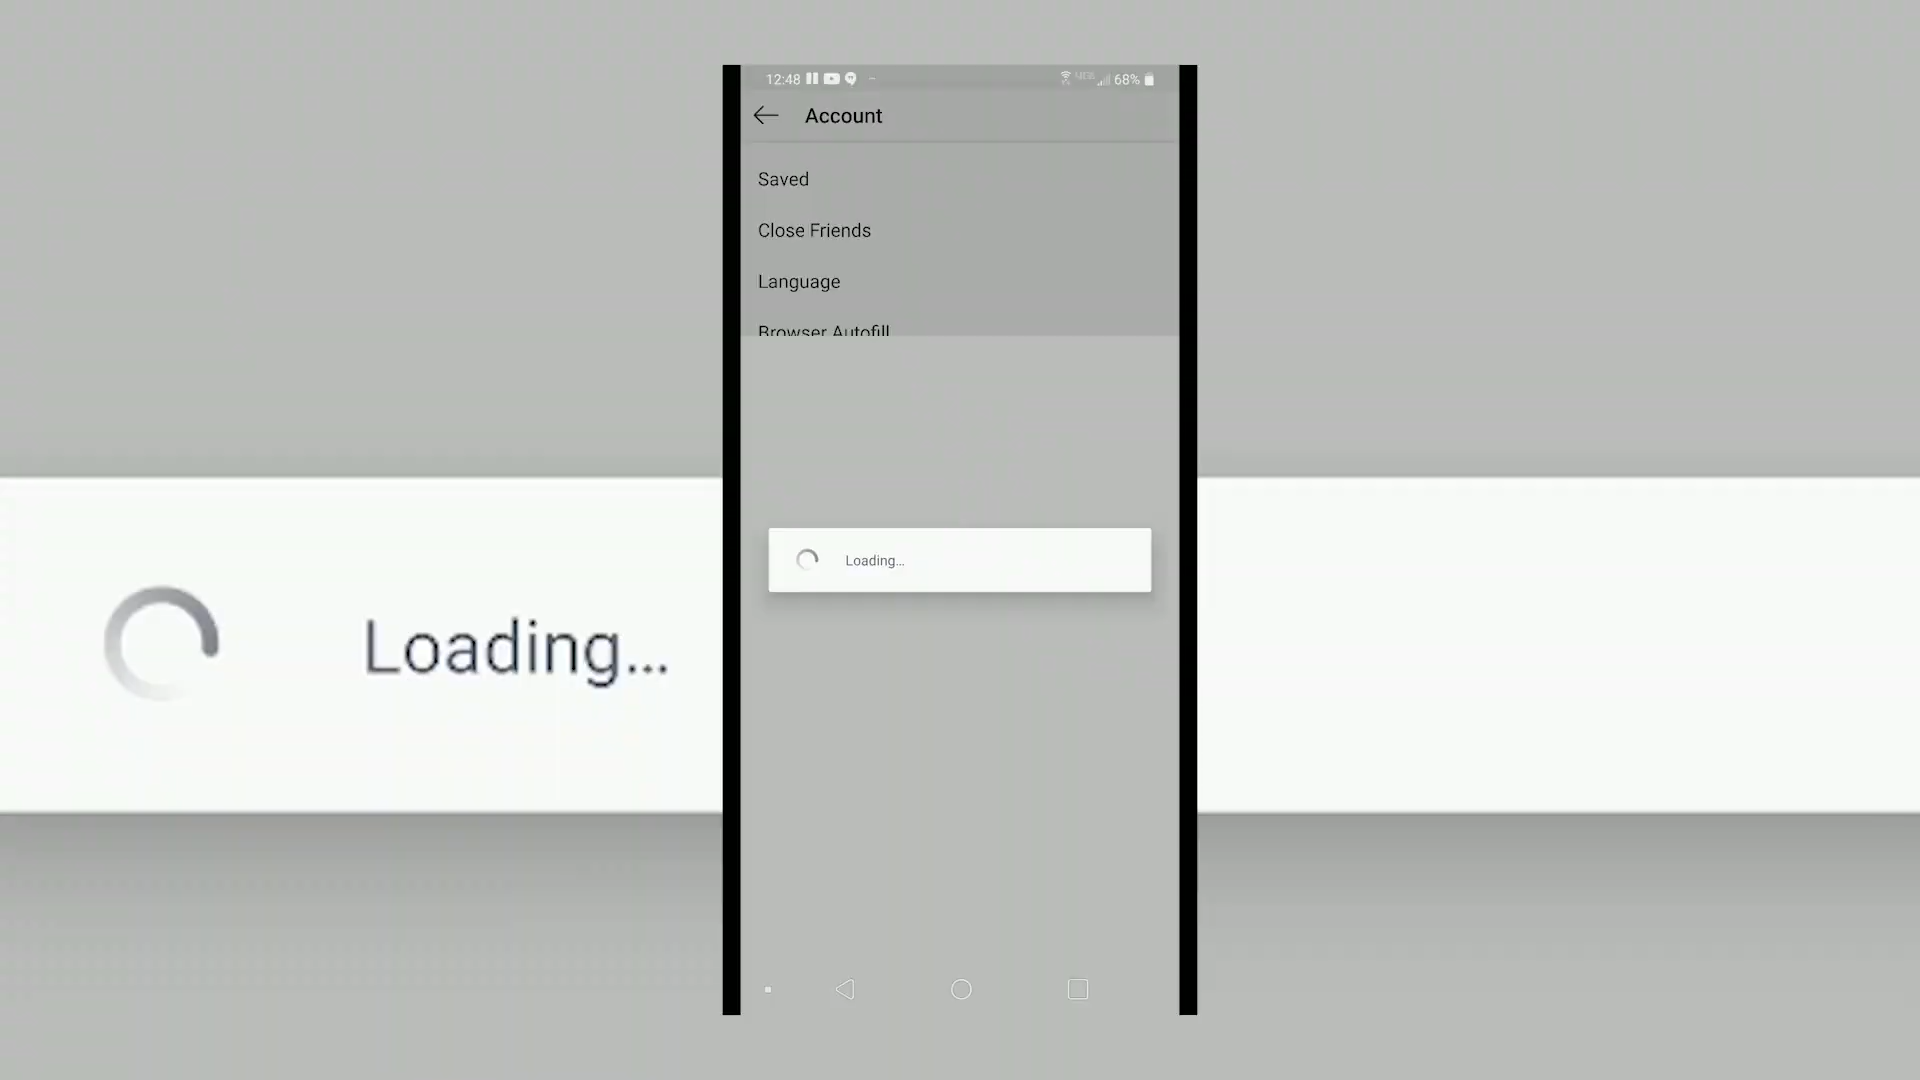 12:48 68%
Account
Saved
Close Friends
Language
Browser Autofill
Loading...
Loading...